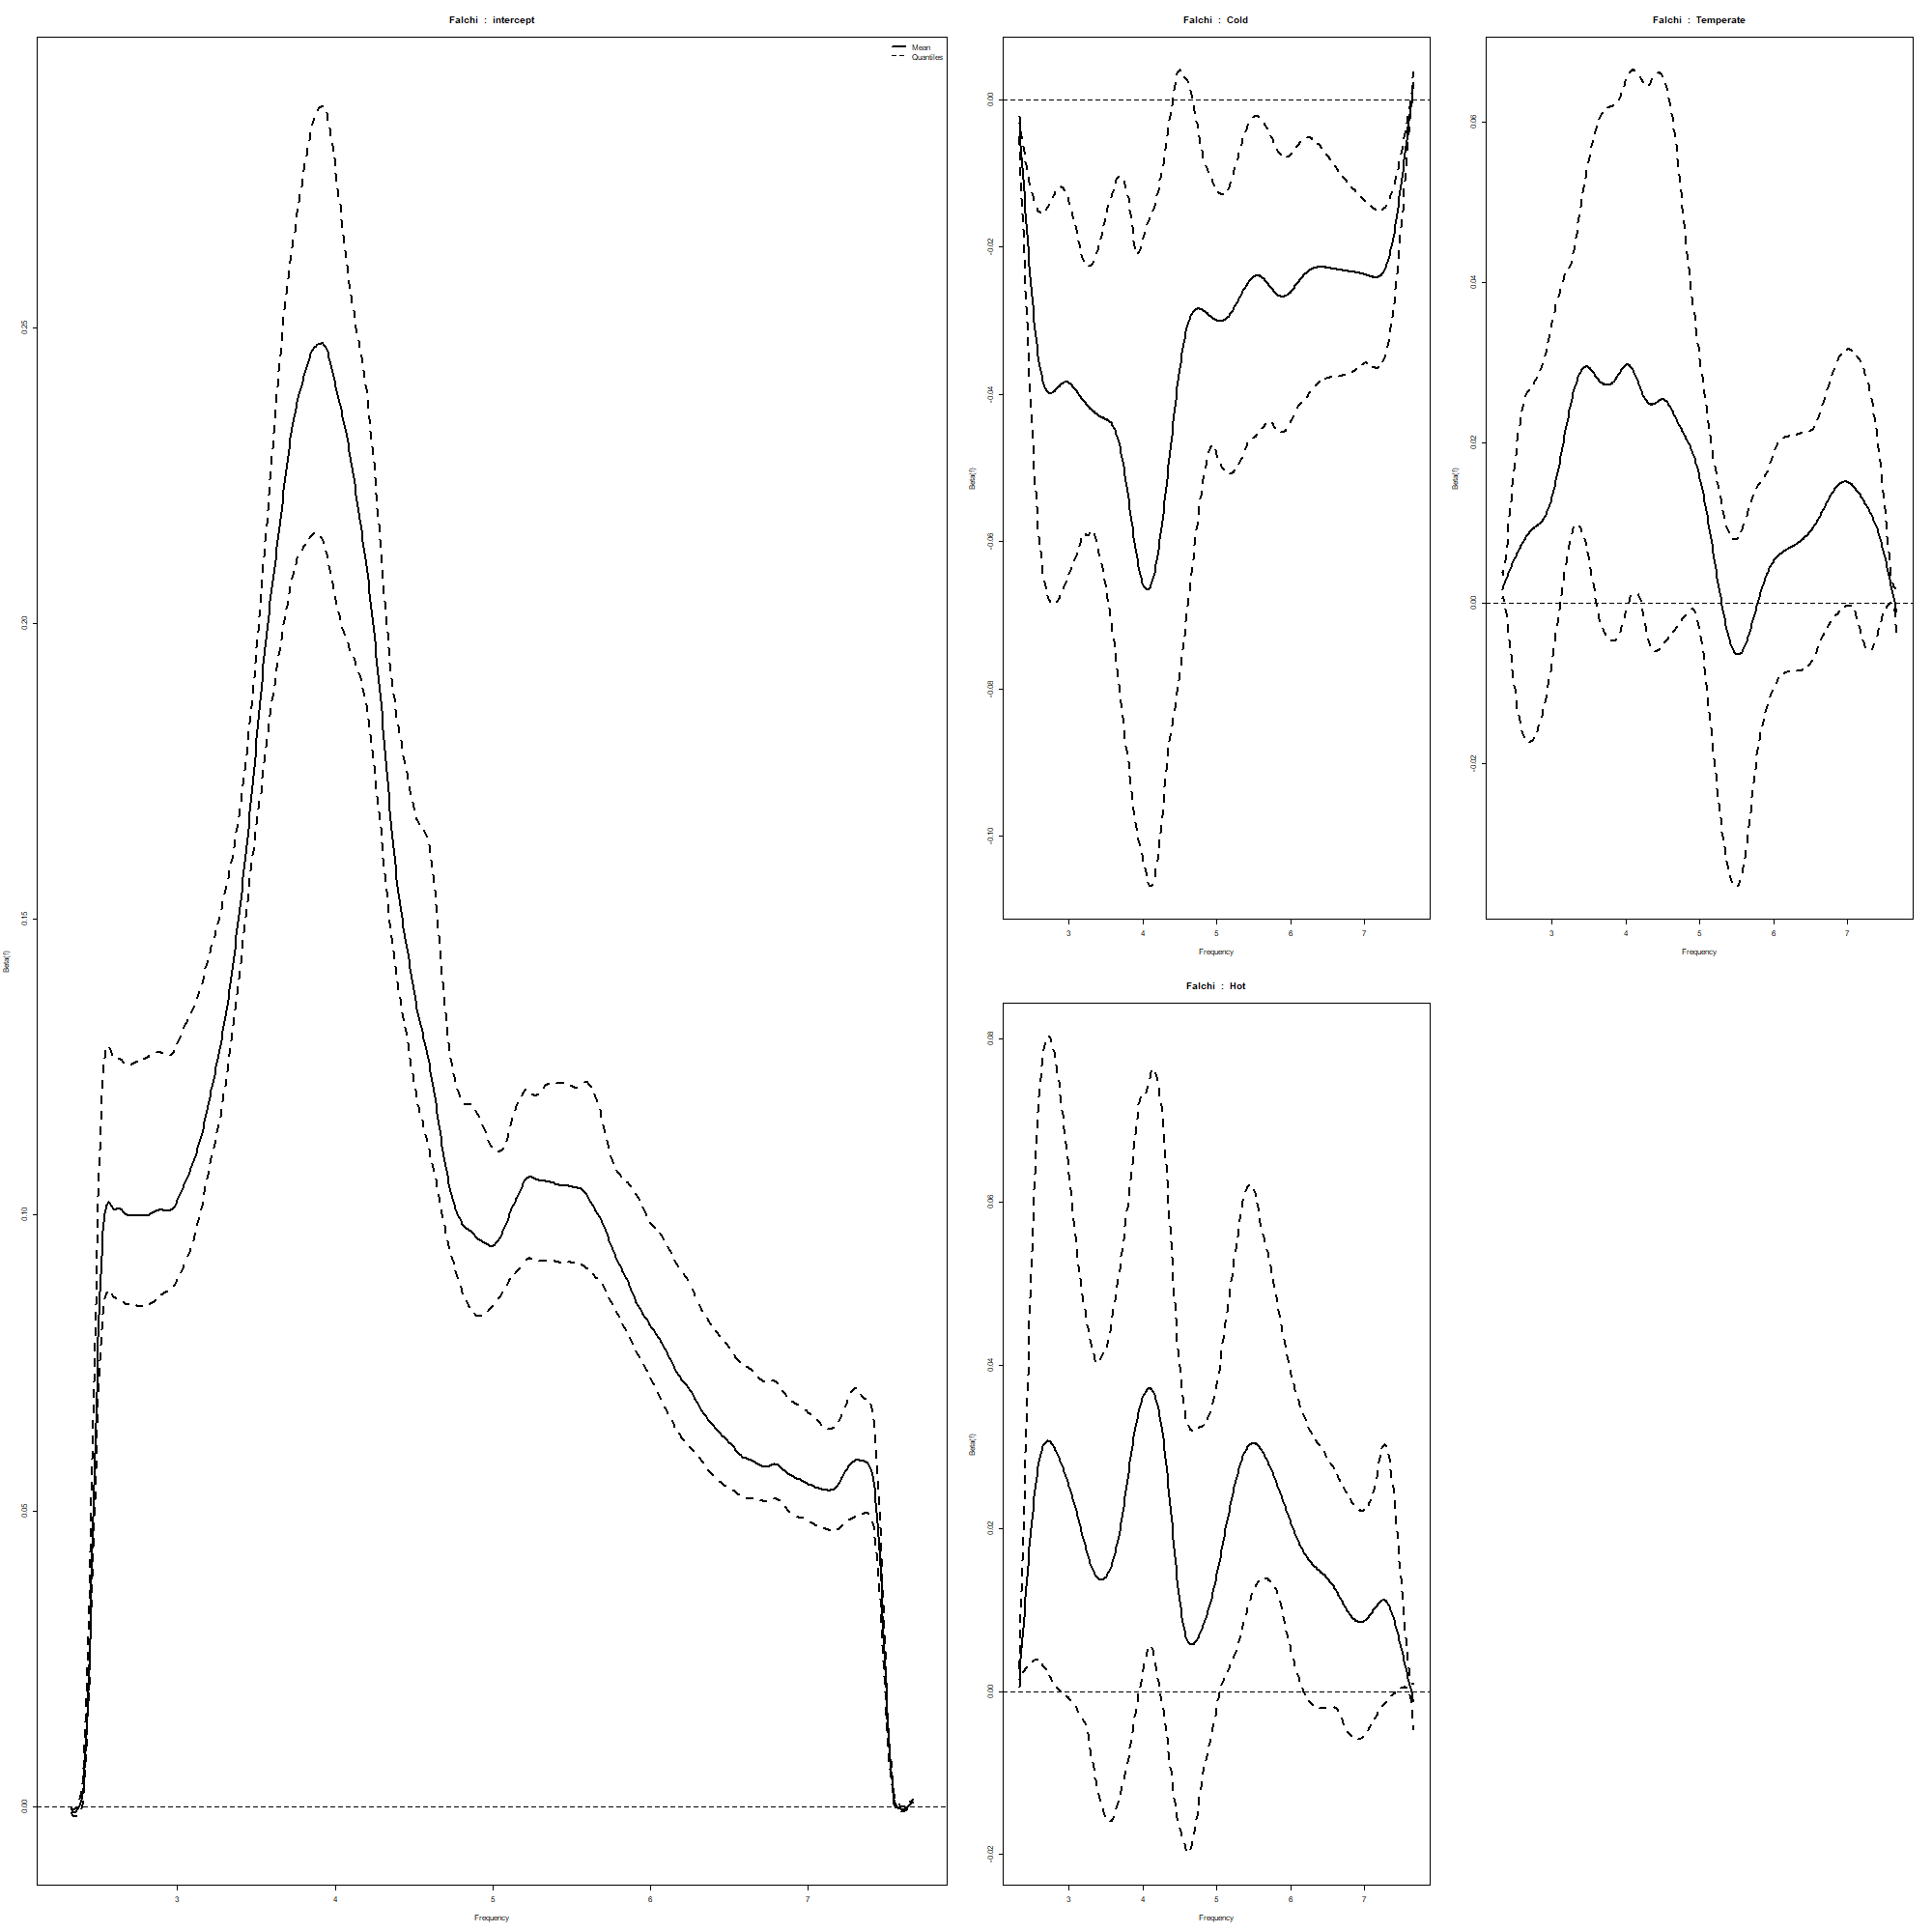 Falchi : intercept
Mean
Quantiles
Beta(f)
0.00
0.05
0.10
0.15
0.20
0.25
3 4 5 6 7
Frequency
Falchi : Cold
Beta(f)
-0.10
-0.08
-0.06
-0.04
-0.02
0.00
3 4 5 6 7
Frequency
Falchi : Temperate
Beta(f)
-0.02
0.00
0.02
0.04
0.06
3 4 5 6 7
Frequency
Falchi : Hot
Beta(f)
-0.02
0.00
0.02
0.04
0.06
0.08
3 4 5 6 7
Frequency